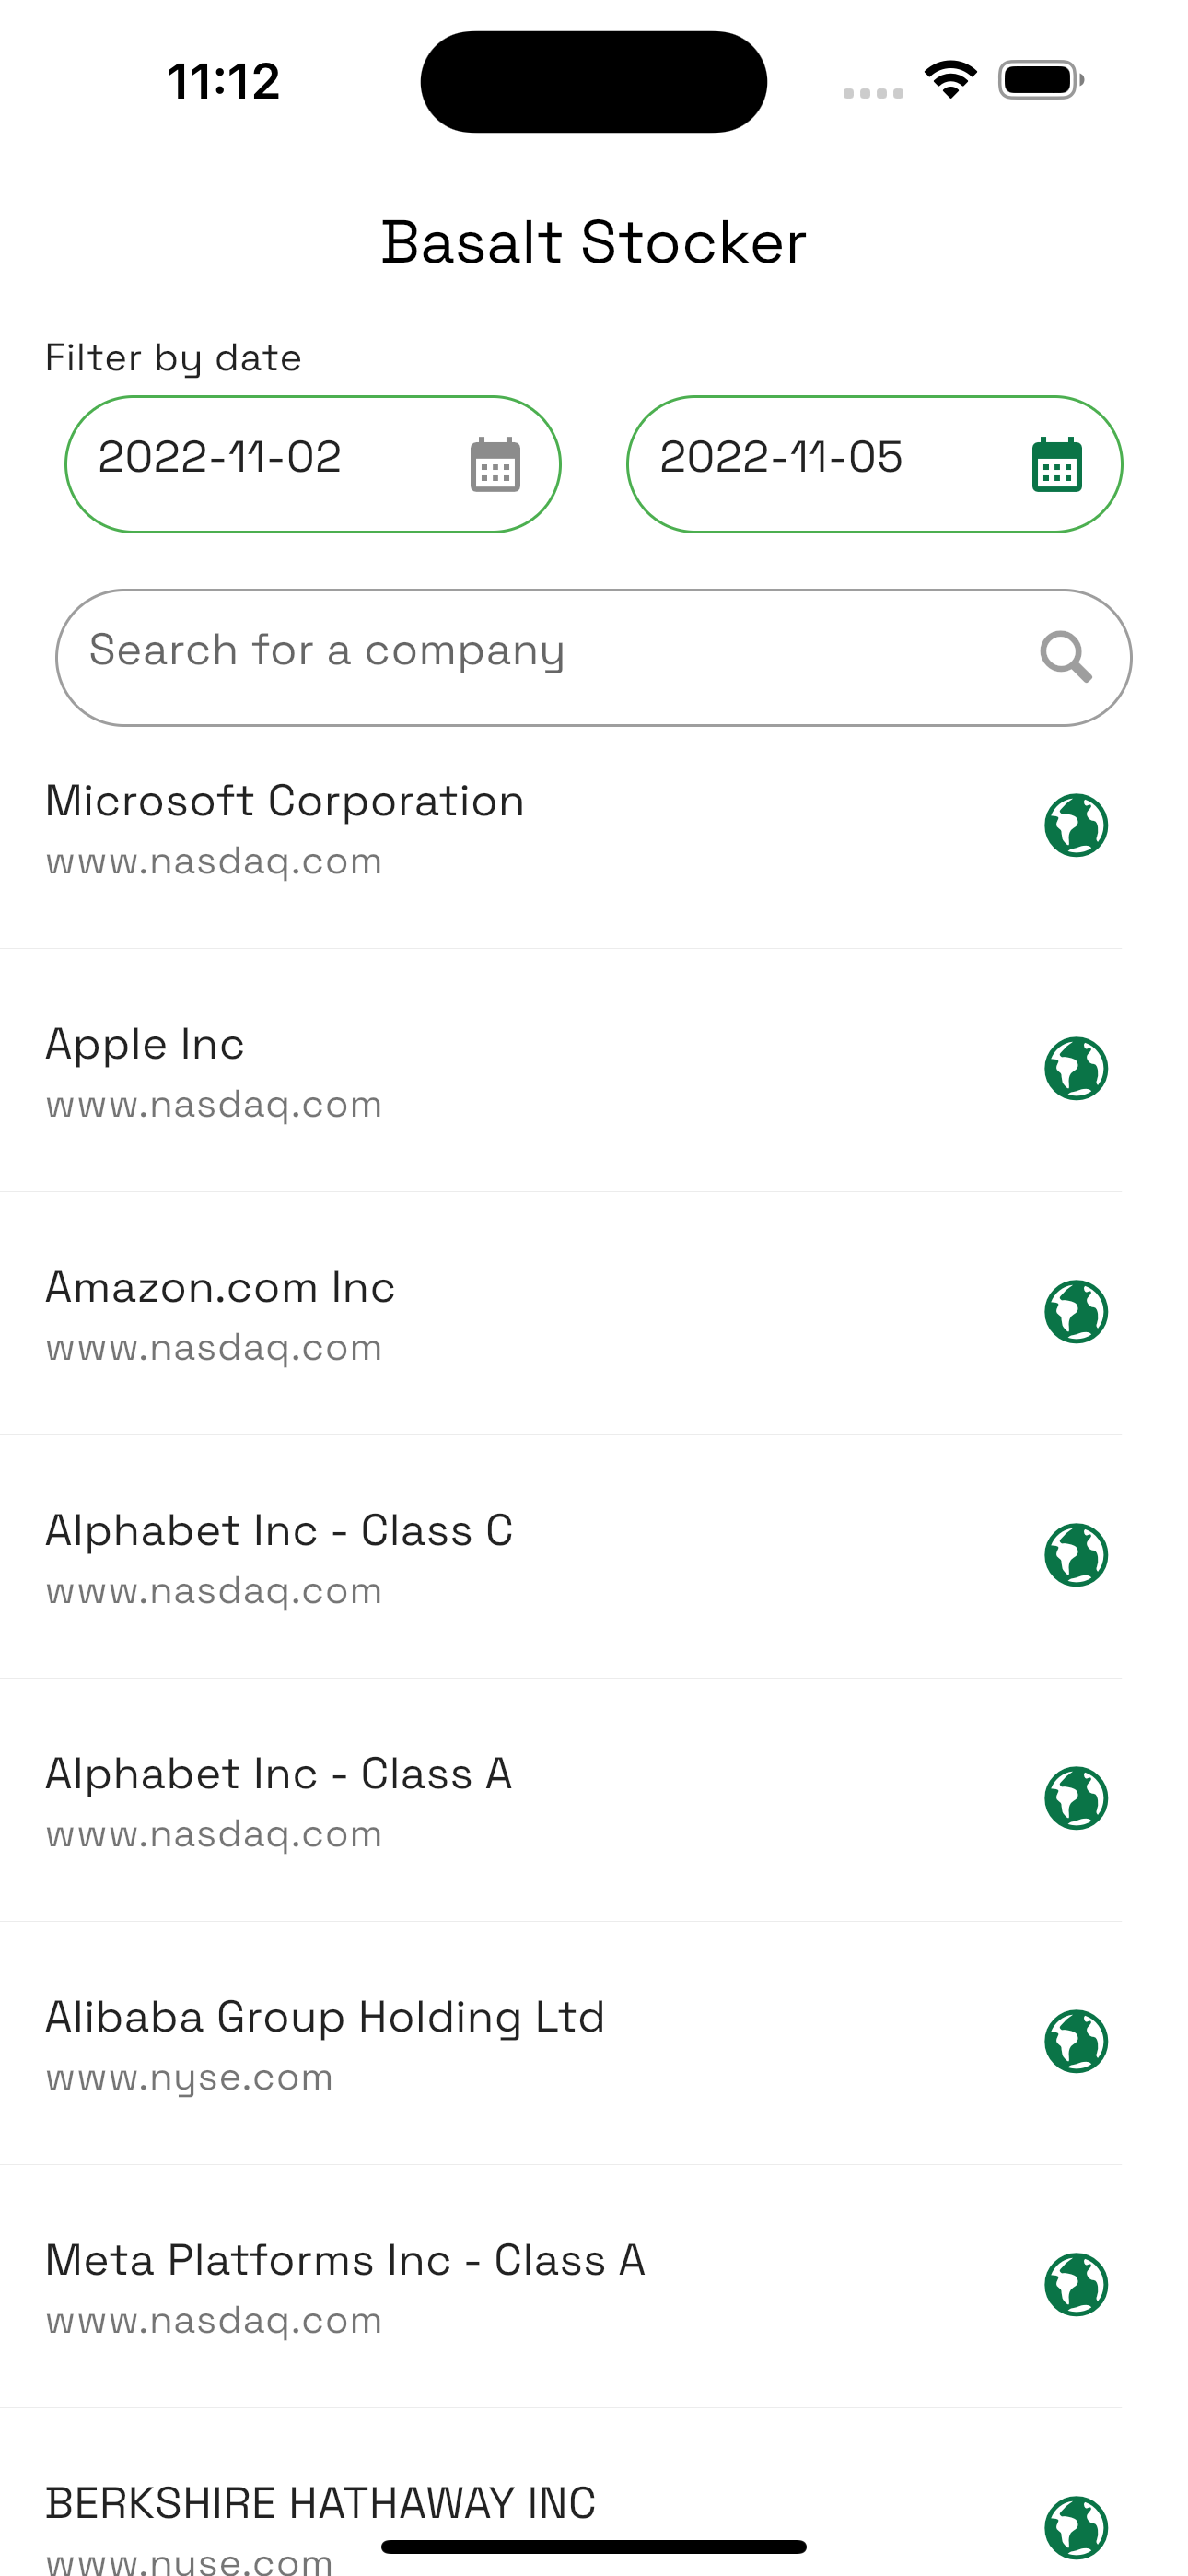 11:12
Basalt Stocker
Filter by date
2022-11-02
2022-11-05
Search for a company
Microsoft Corporation
www.nasdaq.com
Apple Inc
www.nasdaq.com
Amazon.com Inc
www.nasdaq.com
Alphabet Inc - Class C
www.nasdaq.com
Alphabet Inc - Class A
www.nasdaq.com
Alibaba Group Holding Ltd
www.nyse.com
Meta Platforms Inc - Class A
www.nasdaq.com
BERKSHIRE HATHAWAY INC
www.nyse.com